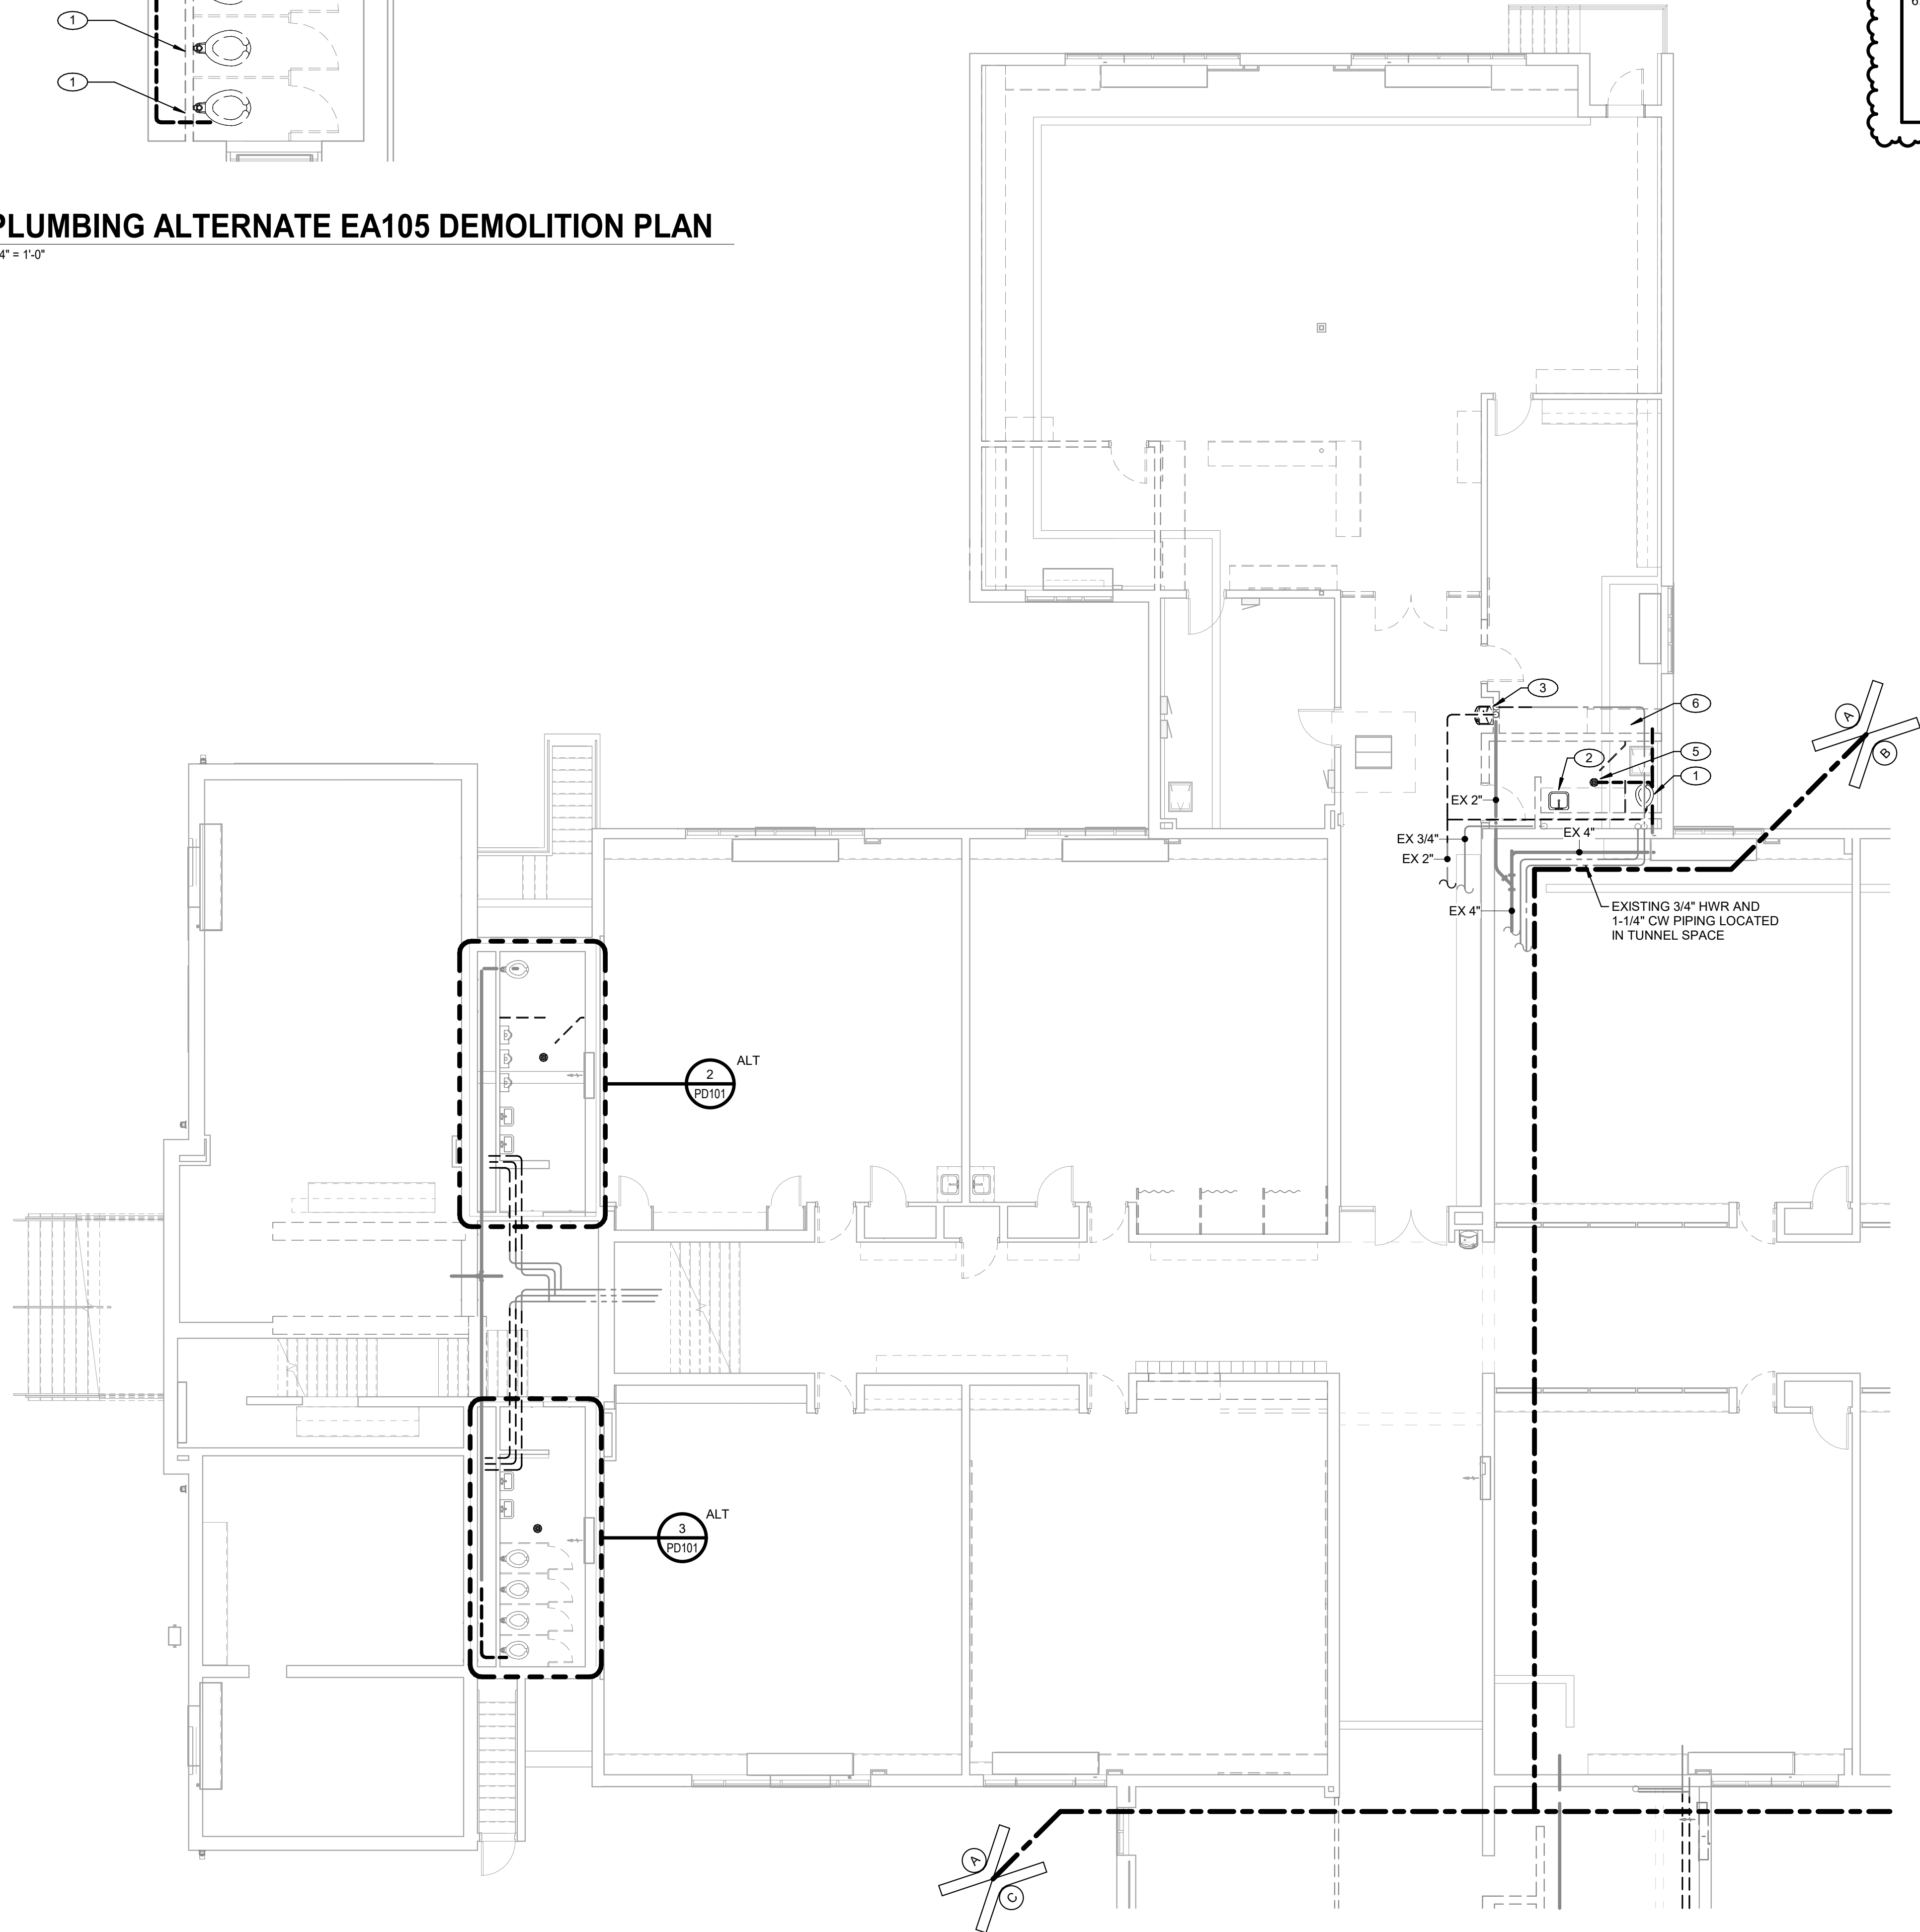 1
1
6.
PLUMBING ALTERNATE EA105 DEMOLITION PLAN
4" = 1'-0"
3
6
5
2
1
A
B
EX 2"
EX 3/4"
EX 4"
EX 2"
EX 4"
EXISTING 3/4" HWR AND
1-1/4" CW PIPING LOCATED
IN TUNNEL SPACE
ALT
2
PD101
ALT
3
PD101
A
C